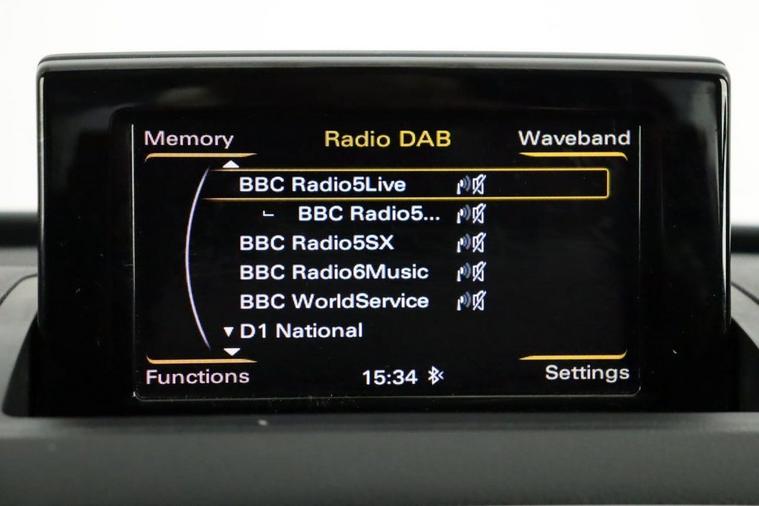 Memory Radio DAB Waveband
BBC Radio5Live
BBC Radio5...
BBC Radio5SX
BBC Radio6Music
BBC WorldService
D1 National
Functions 15:34 Settings